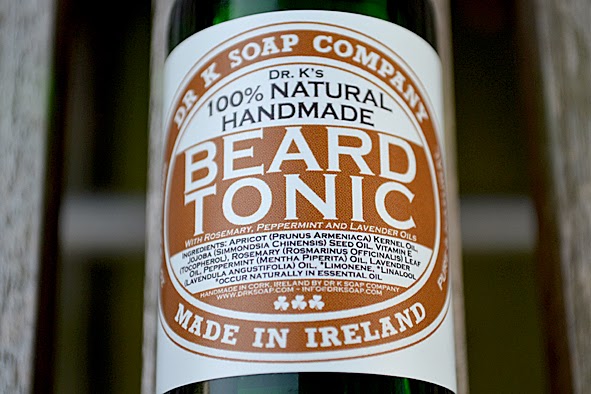 DR K SOAP COMPANY
DR. K'S
100% NATURAL
HANDMADE
BEARD
TONIC
WITH ROSEMARY, PEPPERMINT AND LAVENDER OILS
INGREDIENTS: APRICOT (PRUNUS ARMENIACA) KERNEL OIL,
JOJOBA (SIMMONDSIA CHINENSIS) SEED OIL, VITAMIN E
(TOCOPHEROL), ROSEMARY (ROSMARINUS OFFICINALIS) LEAF
OIL, PEPPERMINT (MENTHA PIPERITA) OIL, LAVENDER
(LAVENDULA ANGUSTIFOLIA) OIL, *LIMONENE, *LINALOOL
*OCCUR NATURALLY IN ESSENTIAL OIL
HANDMADE IN CORK, IRELAND BY DR K SOAP COMPANY
WWW.DRKSOAP.COM ~ INFO@DRKSOAP.COM
MADE IN IRELAND